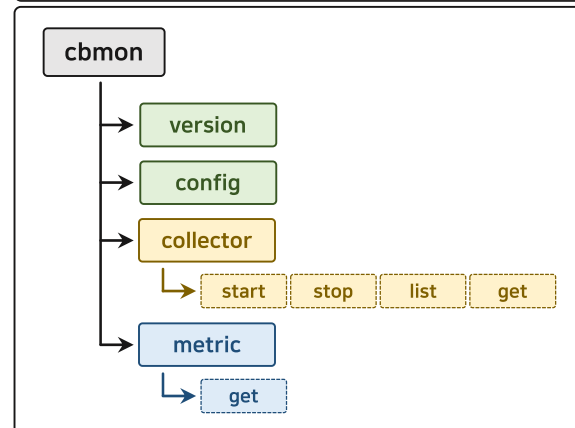 cbmon
version
config
collector
start stop list get
metric
get